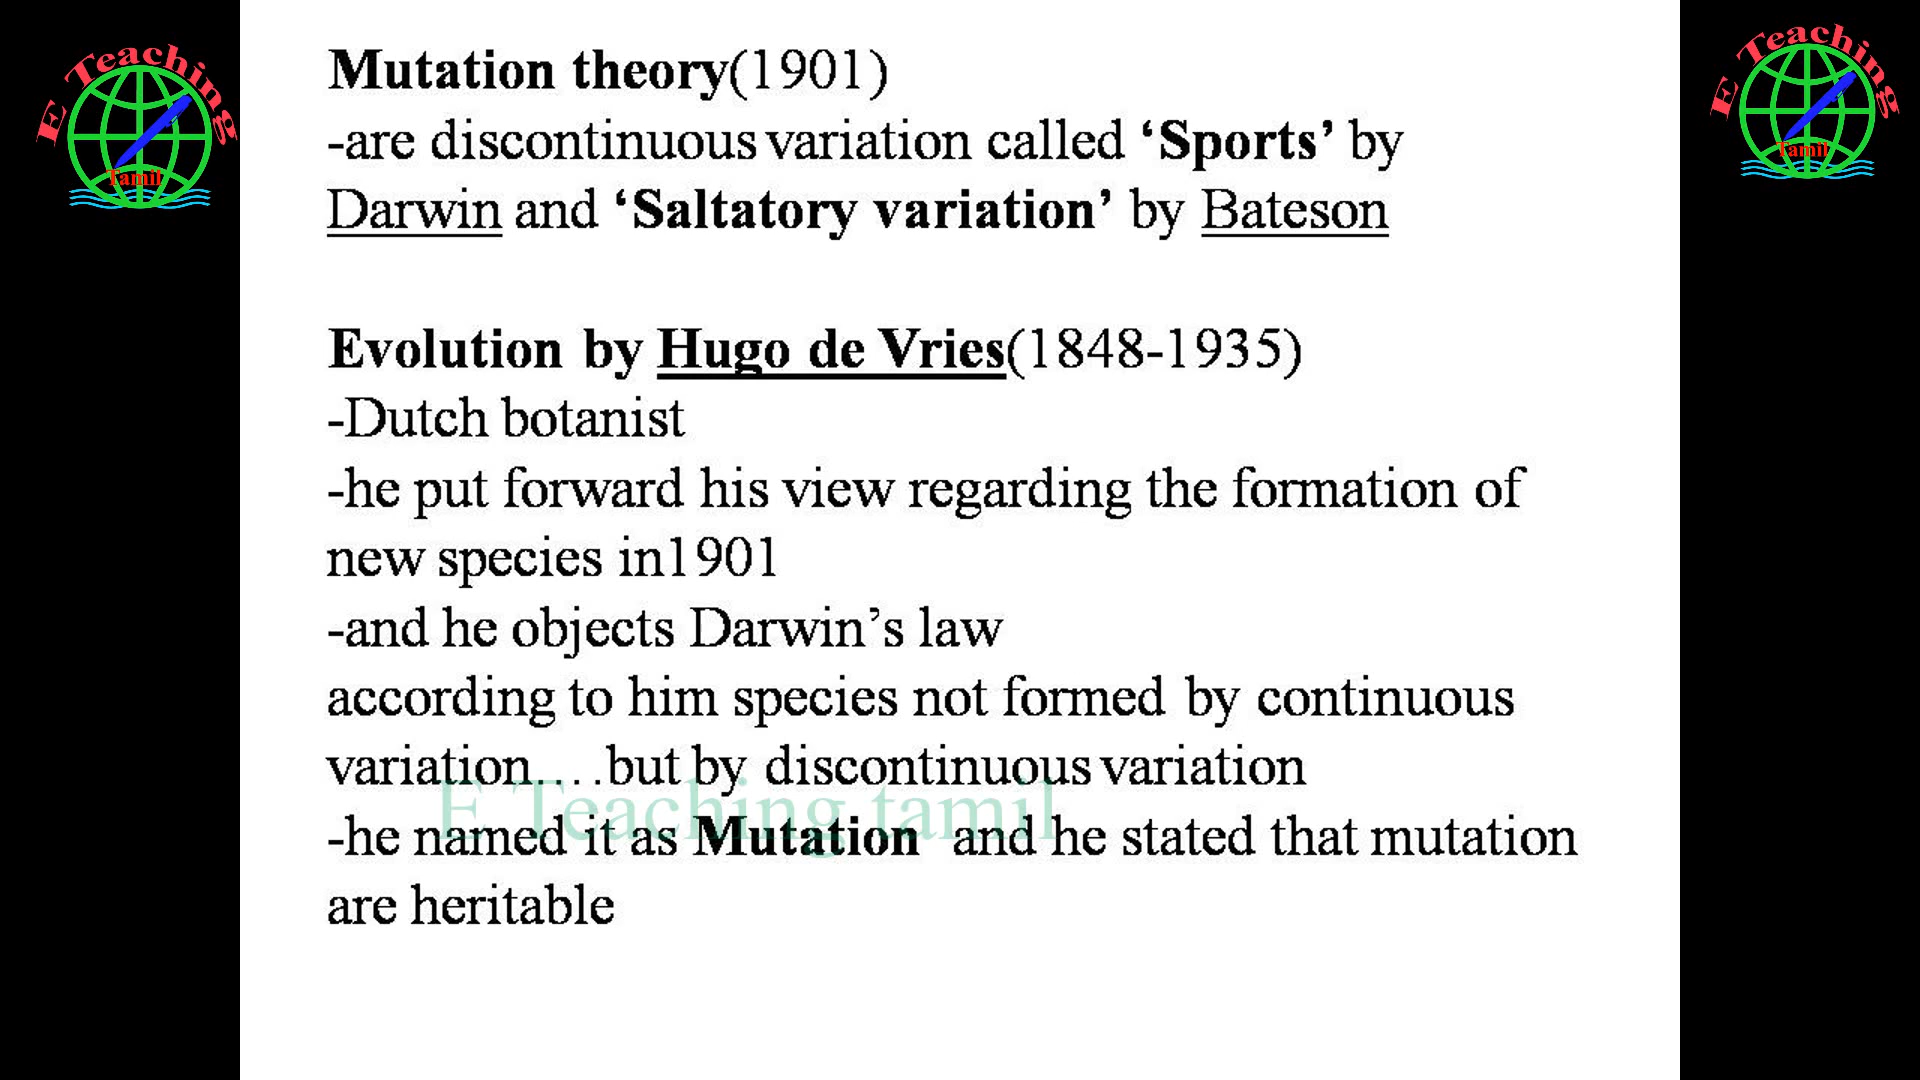 E Teaching
Tamil
E Teaching
Tamil
Mutation theory(1901)
-are discontinuous variation called ‘Sports’ by
Darwin and ‘Saltatory variation’ by Bateson
Evolution by Hugo de Vries(1848-1935)
-Dutch botanist
-he put forward his view regarding the formation of
new species in1901
-and he objects Darwin’s law
according to him species not formed by continuous
variation….but by discontinuous variation
E Teaching tamil
-he named it as Mutation and he stated that mutation
are heritable